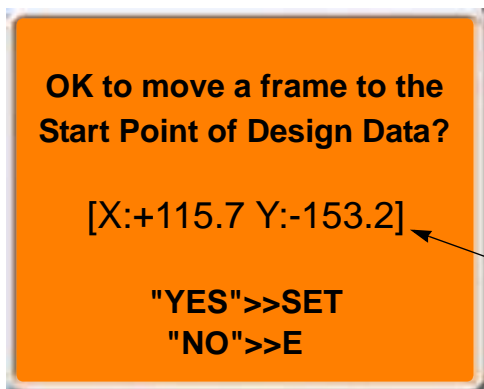 OK to move a frame to the
Start Point of Design Data?
[X:+115.7 Y:-153.2]
"YES">>SET
"NO">>E